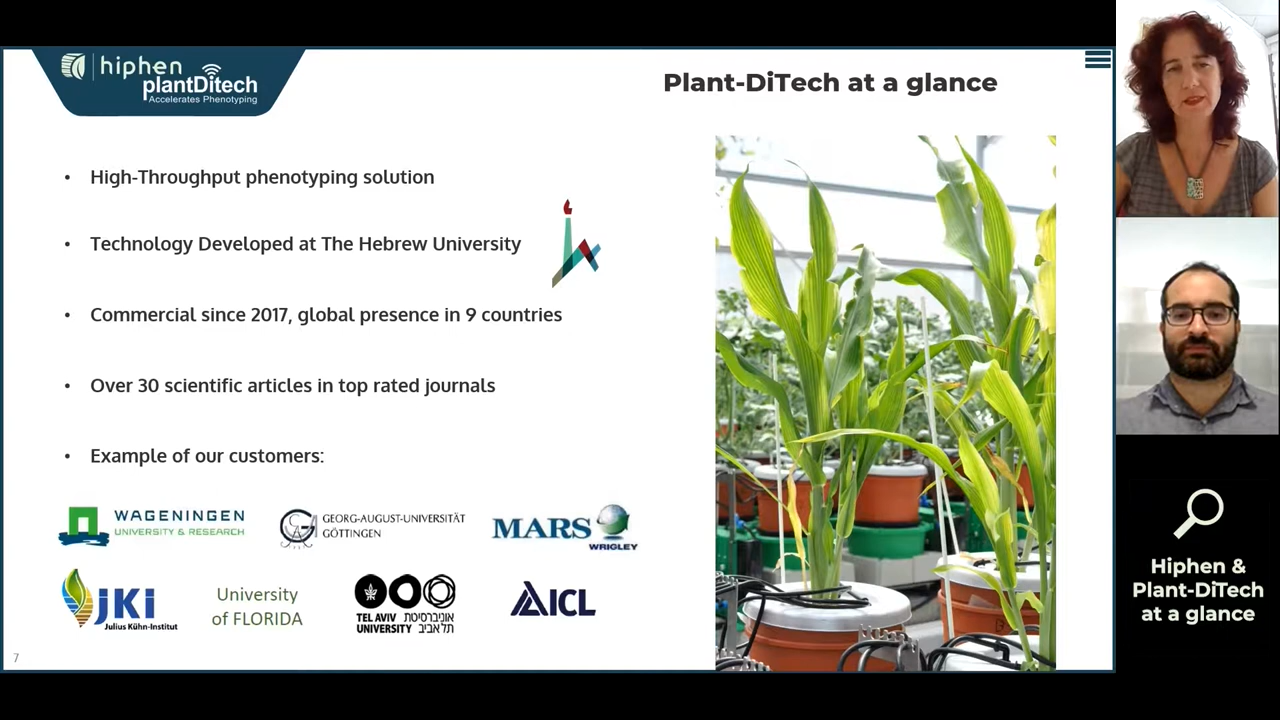 hiphen
plantDitech
Accelerates Phenotyping
Plant-DiTech at a glance
• High-Throughput phenotyping solution
• Technology Developed at The Hebrew University
• Commercial since 2017, global presence in 9 countries
• Over 30 scientific articles in top rated journals
• Example of our customers:
WAGENINGEN
UNIVERSITY & RESEARCH
GEORG-AUGUST-UNIVERSITÄT
GÖTTINGEN
MARS
WRIGLEY
JKI
Julius Kühn-Institut
University
of FLORIDA
TEL AVIV אוניברסיטת
UNIVERSITY תל אביב
ICL
7
Hiphen &
Plant-DiTech
at a glance